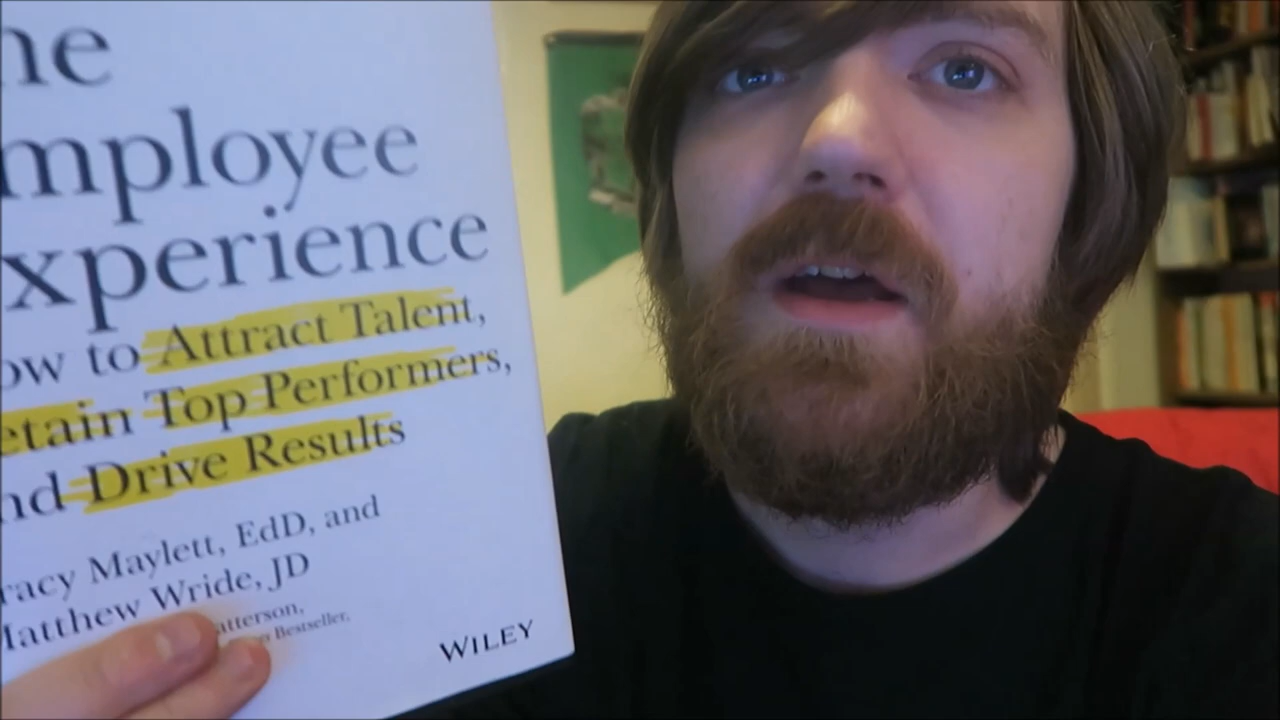 he
mployee
xperience
ow to Attract Talent,
etain Top Performers,
nd Drive Results
racy Maylett, EdD, and
Matthew Wride, JD
atterson,
Bestseller.
WILEY